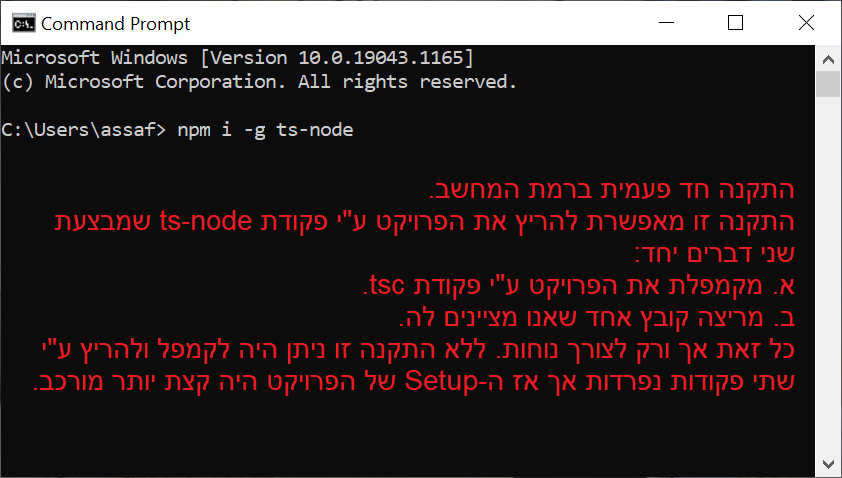 Command Prompt
Microsoft Windows [Version 10.0.19043.1165]
(c) Microsoft Corporation. All rights reserved.
C:\Users\assaf> npm i -g ts-node
התקנה חד פעמית ברמת המחשב.
התקנה זו מאפשרת להריץ את הפרויקט ע"י פקודת ts-node שמבצעת
שני דברים יחד:
א. מקמפלת את הפרויקט ע"י פקודת tsc.
ב. מריצה קובץ אחד שאנו מציינים לה.
כל זאת אך ורק לצורך נוחות. ללא התקנה זו ניתן היה לקמפל ולהריץ ע"י
שתי פקודות נפרדות אך אז ה-Setup של הפרויקט היה קצת יותר מורכב.